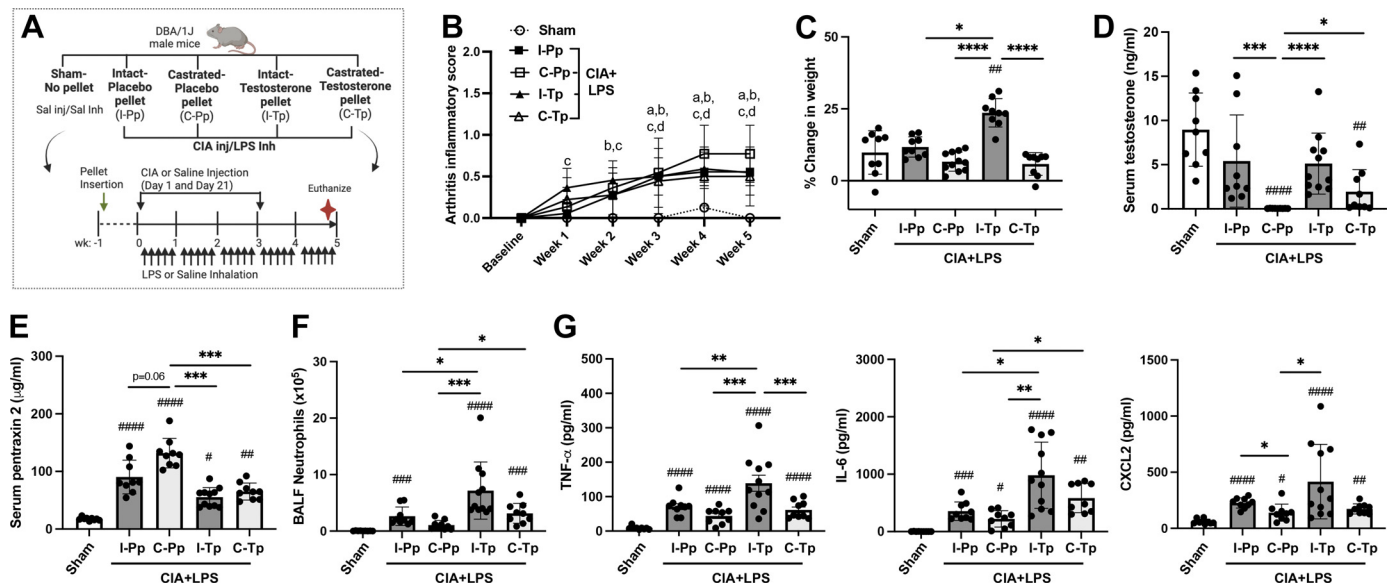 A
DBA/1J
male mice
Sham-
No pellet
Sal inj/Sal Inh
Intact-
Placebo
pellet
(I-Pp)
Castrated-
Placebo
pellet
(C-Pp)
Intact-
Testosterone
pellet
(I-Tp)
Castrated-
Testosterone
pellet
(C-Tp)
CIA inj/LPS Inh
Pellet
Insertion
CIA or Saline Injection
(Day 1 and Day 21)
Euthanize
wk: -1 0 1 2 3 4 5
LPS or Saline Inhalation
B
Arthritis inflammatory score
2.0
1.5
1.0
0.5
0.0
Sham
I-Pp
C-Pp
I-Tp
C-Tp
CIA+
LPS
c
b,c
a,b,
c,d
a,b,
c,d
a,b,
c,d
Baseline
Week 1
Week 2
Week 3
Week 4
Week 5
C
% Change in weight
50
25
0
*
**** ****
##
Sham I-Pp C-Pp I-Tp C-Tp
CIA+LPS
D
Serum testosterone (ng/ml)
20
15
10
5
0
*
*** ****
####
##
Sham I-Pp C-Pp I-Tp C-Tp
CIA+LPS
E
Serum pentraxin 2 (µg/ml)
300
200
100
0
***
p=0.06 ***
#### #### # ##
Sham I-Pp C-Pp I-Tp C-Tp
CIA+LPS
F
BALF Neutrophils (x10⁵)
30
20
10
0
*
*
***
### #### ###
Sham I-Pp C-Pp I-Tp C-Tp
CIA+LPS
G
TNF-α
(pg/ml)
500
400
300
200
100
0
**
*** ***
#### #### #### ####
Sham I-Pp C-Pp I-Tp C-Tp
CIA+LPS
IL-6
(pg/ml)
3000
2000
1000
0
*
*
**
### # #### ##
Sham I-Pp C-Pp I-Tp C-Tp
CIA+LPS
CXCL2 (pg/ml)
1500
1000
500
0
*
*
#### # #### ##
Sham I-Pp C-Pp I-Tp C-Tp
CIA+LPS